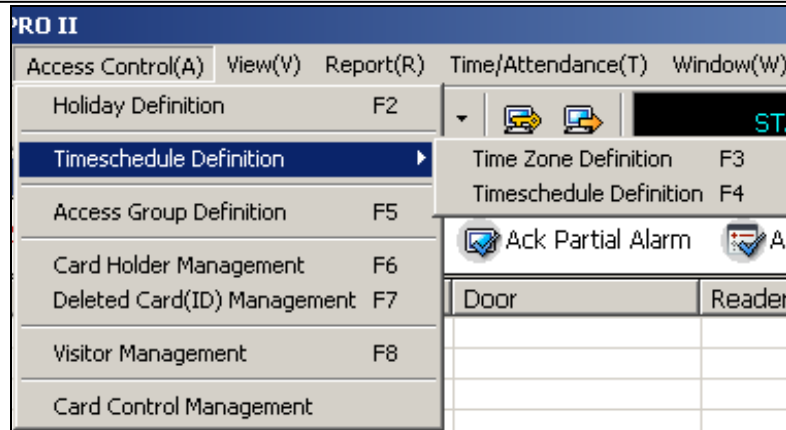 PRO II
Access Control(A) View(V) Report(R) Time/Attendance(T) Window(W)
Holiday Definition F2
ST
Timeschedule Definition
Time Zone Definition F3
Timeschedule Definition F4
Access Group Definition F5
Ack Partial Alarm A
Card Holder Management F6
Deleted Card(ID) Management F7
Door Reader
Visitor Management F8
Card Control Management